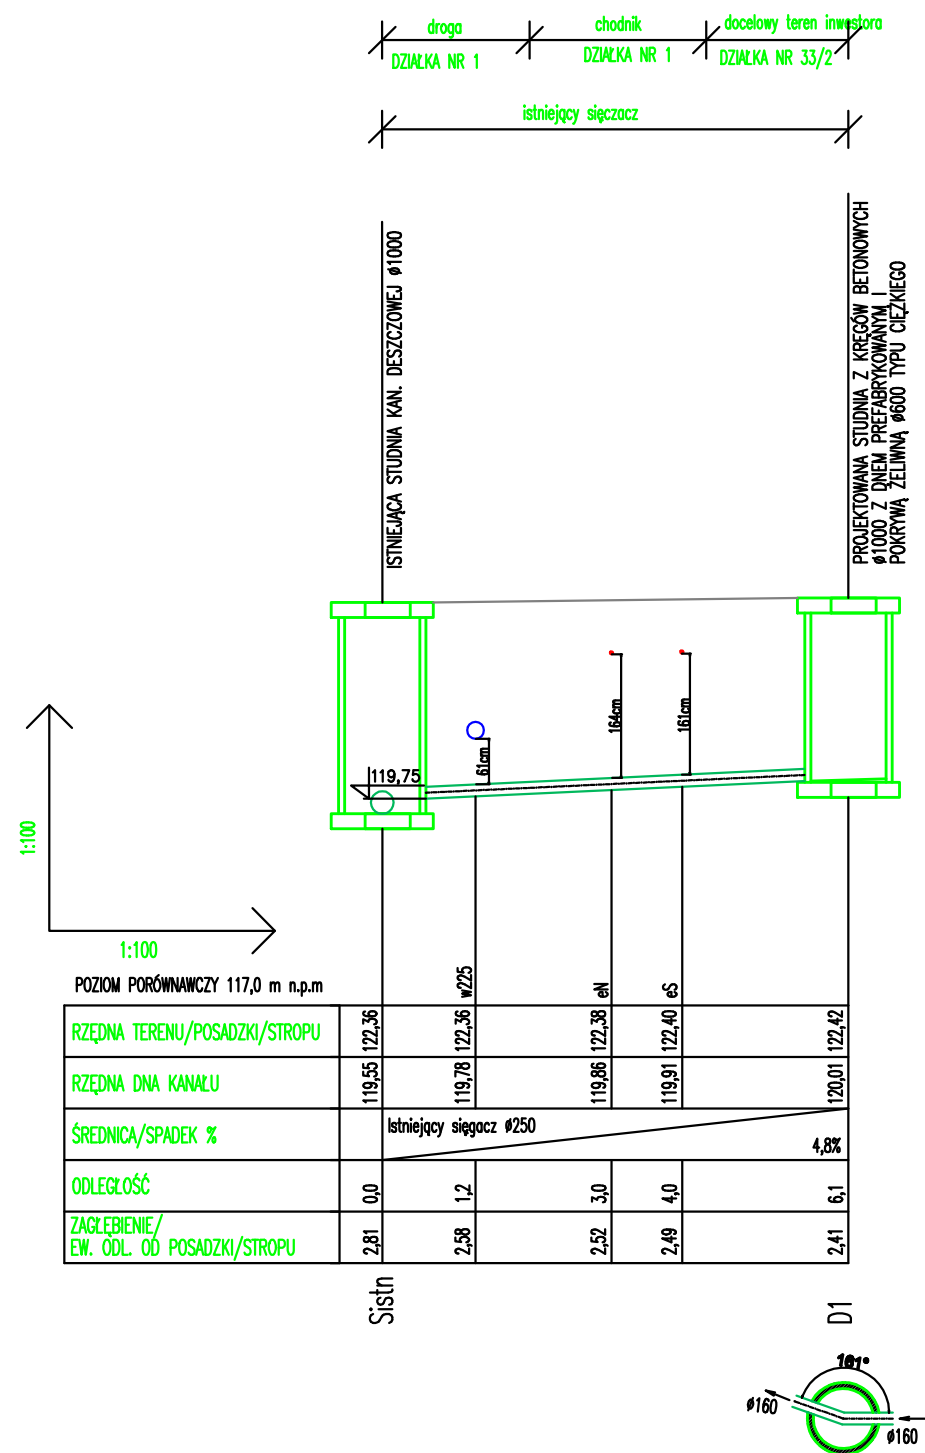 droga
chodnik
docelowy teren inwestora
DZIAŁKA NR 1
DZIAŁKA NR 1
DZIAŁKA NR 33/2
istniejący sięczacz
ISTNIEJĄCA STUDNIA KAN. DESZCZOWEJ ø1000
PROJEKTOWANA STUDNIA Z KRĘGÓW BETONOWYCH
ø1000 Z DNEM PREFABRYKOWANYM I
POKRYWĄ ŻELIWNĄ ø600 TYPU CIĘŻKIEGO
61cm
164cm
161cm
119,75
1:100
1:100
POZIOM PORÓWNAWCZY 117,0 m n.p.m
w225
eN
eS
RZĘDNA TERENU/POSADZKI/STROPU
122,36
122,36
122,38
122,40
122,42
RZĘDNA DNA KANAŁU
119,55
119,78
119,86
119,91
120,01
ŚREDNICA/SPADEK %
Istniejący sięgacz ø250
4,8%
ODLEGŁOŚĆ
0,0
1,2
3,0
4,0
6,1
ZAGŁĘBIENIE/
EW. ODL. OD POSADZKI/STROPU
2,81
2,58
2,52
2,49
2,41
Sistn
D1
ø160
ø160